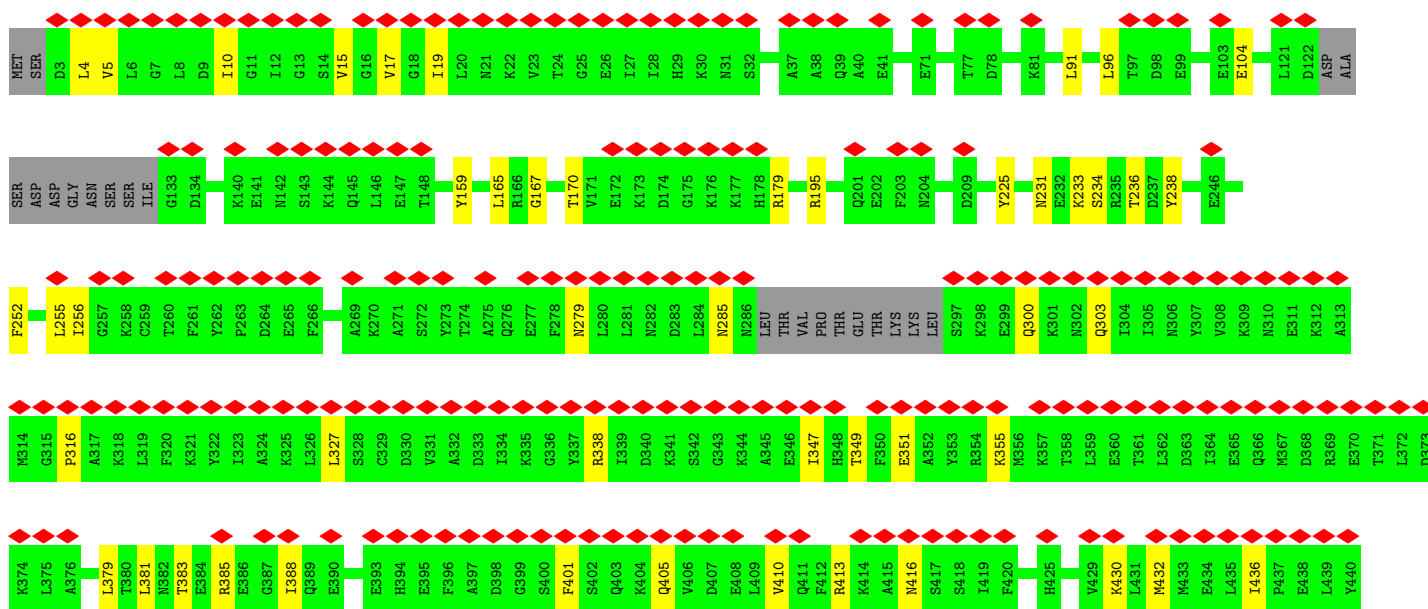 MET SER D3 L4 V5 L6 G7 L8 D9 I10 G11 I12 G13 S14 V15 G16 V17 G18 I19 L20 N21 K22 V23 T24 G25 E26 I27 I28 H29 K30 N31 S32 A37 A38 Q39 A40 E41 E71 T77 D78 K81 L91 L96 T97 D98 E99 E103 E104 L121 D122 ASP ALA
SER ASP ASP GLY ASN SER SER ILE G133 D134 K140 E141 N142 S143 K144 Q145 L146 E147 T148 Y159 L165 R166 G167 T170 V171 E172 K173 D174 G175 K176 K177 H178 R179 R195 Q201 E202 F203 N204 D209 Y225 N231 E232 K233 S234 R235 T236 D237 Y238 E246
F252 L255 I256 G257 K258 C259 T260 F261 Y262 P263 D264 E265 F266 A269 K270 A271 S272 Y273 T274 A275 Q276 E277 F278 N279 L280 L281 N282 D283 L284 N285 N286 LEU THR VAL PRO THR GLU THR LYS LYS LEU S297 K298 E299 Q300 K301 N302 Q303 I304 I305 N306 Y307 V308 K309 N310 E311 K312 A313
M314 G315 P316 A317 K318 L319 F320 K321 Y322 I323 A324 K325 L326 L327 S328 C329 D330 V331 A332 D333 I334 K335 G336 Y337 R338 I339 D340 K341 S342 G343 K344 A345 E346 I347 H348 T349 F350 E351 A352 Y353 R354 K355 M356 K357 T358 L359 E360 T361 L362 D363 I364 E365 Q366 M367 D368 R369 E370 T371 L372 D373
K374 L375 A376 L379 T380 L381 N382 T383 E384 R385 E386 G387 I388 Q389 E390 E393 H394 E395 F396 A397 D398 G399 S400 F401 S402 Q403 K404 Q405 V406 D407 E408 L409 V410 Q411 F412 R413 K414 A415 N416 S417 S418 I419 F420 H425 V429 K430 L431 M432 M433 E434 L435 I436 P437 E438 L439 Y440